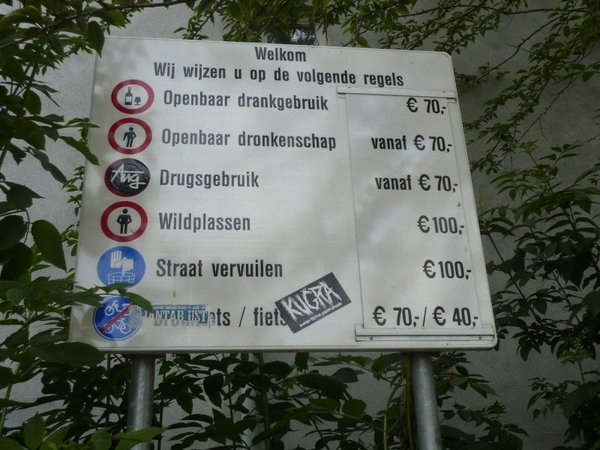 Welkom
Wij wijzen u op de volgende regels
Openbaar drankgebruik € 70,-
Openbaar dronkenschap vanaf € 70,-
Drugsgebruik vanaf € 70,-
Wildplassen €100,-
Straat vervuilen €100,-
/ € 70,- / € 40,-
KUGRA